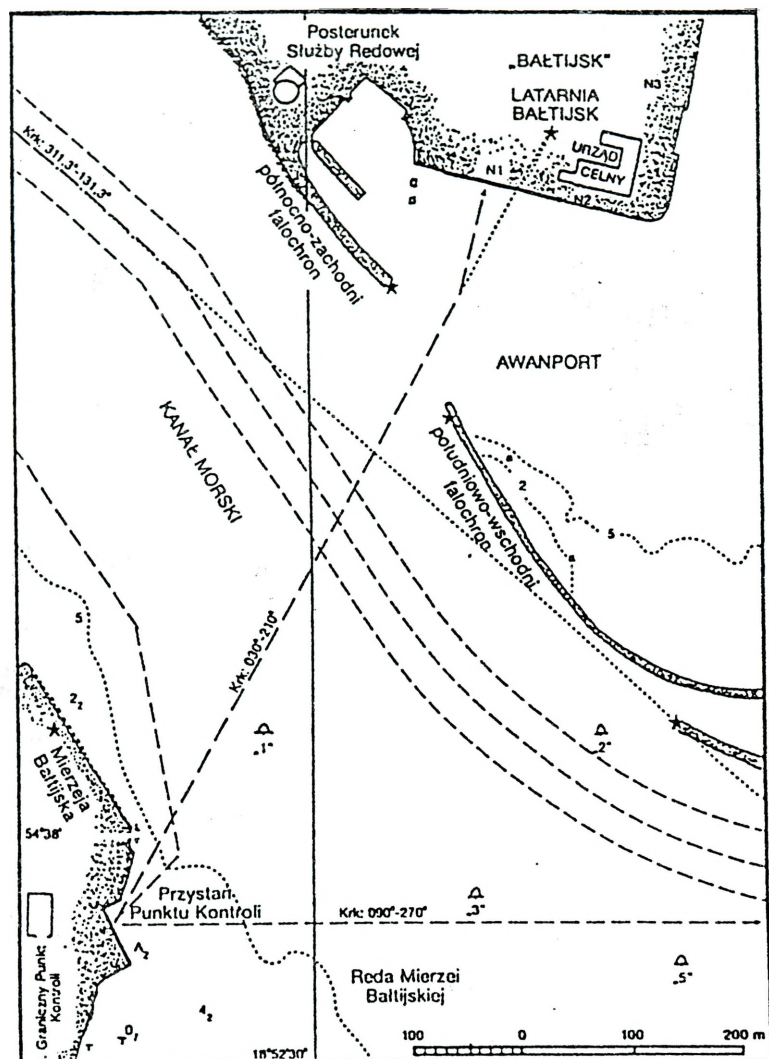 Posterunek
Służby Redowej
„BAŁTIJSK"
LATARNIA
BAŁTIJSK
N3
URZĄD
CELNY
N1
N2
Krk: 311.3°-131.3°
północno-zachodni
falochron
AWANPORT
KANAŁ MORSKI
południowo-wschodni
falochron
2
5
5
Krk: 030°-210°
2₂
Mierzeja
Bałtijska
„1"
„2"
54°38'
Przystań
Punktu Kontroli
Krk: 090°-270°
„3"
Graniczny Punkt
Kontroli
Reda Mierzei
Bałtijskiej
„5"
4₂
18°52'30"
100 0 100 200 m